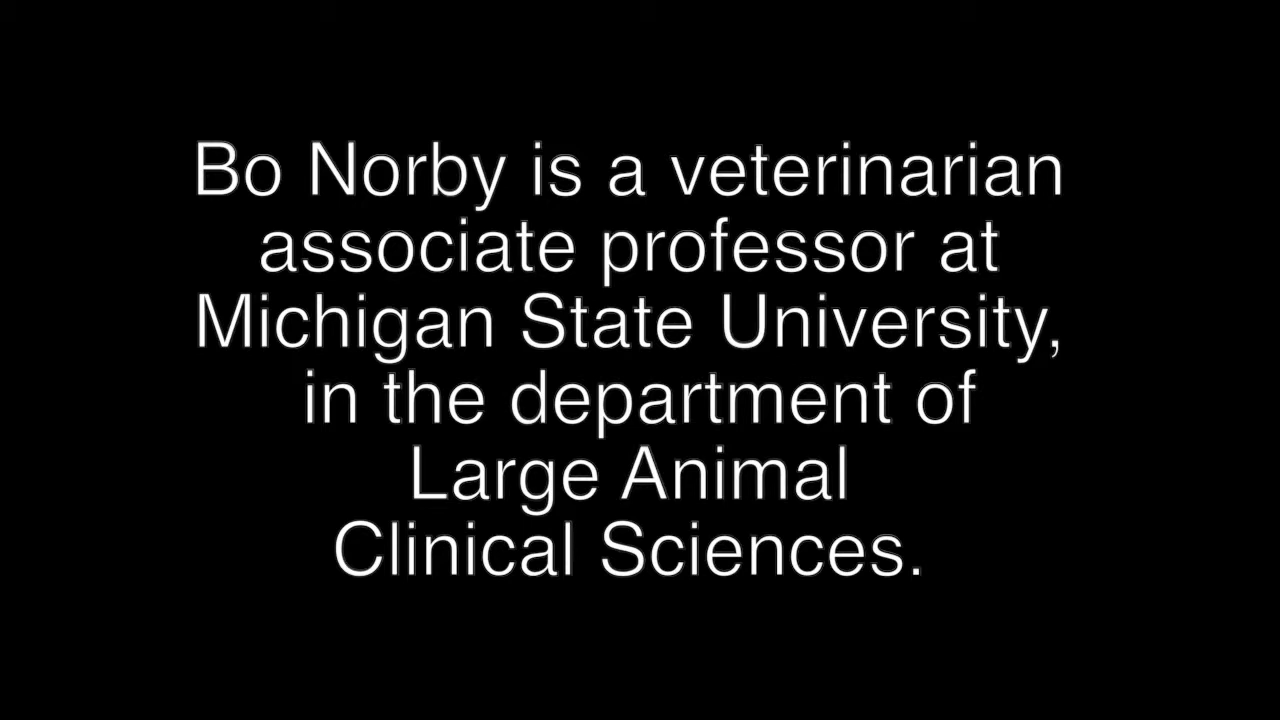 Bo Norby is a veterinarian
associate professor at
Michigan State University,
in the department of
Large Animal
Clinical Sciences.